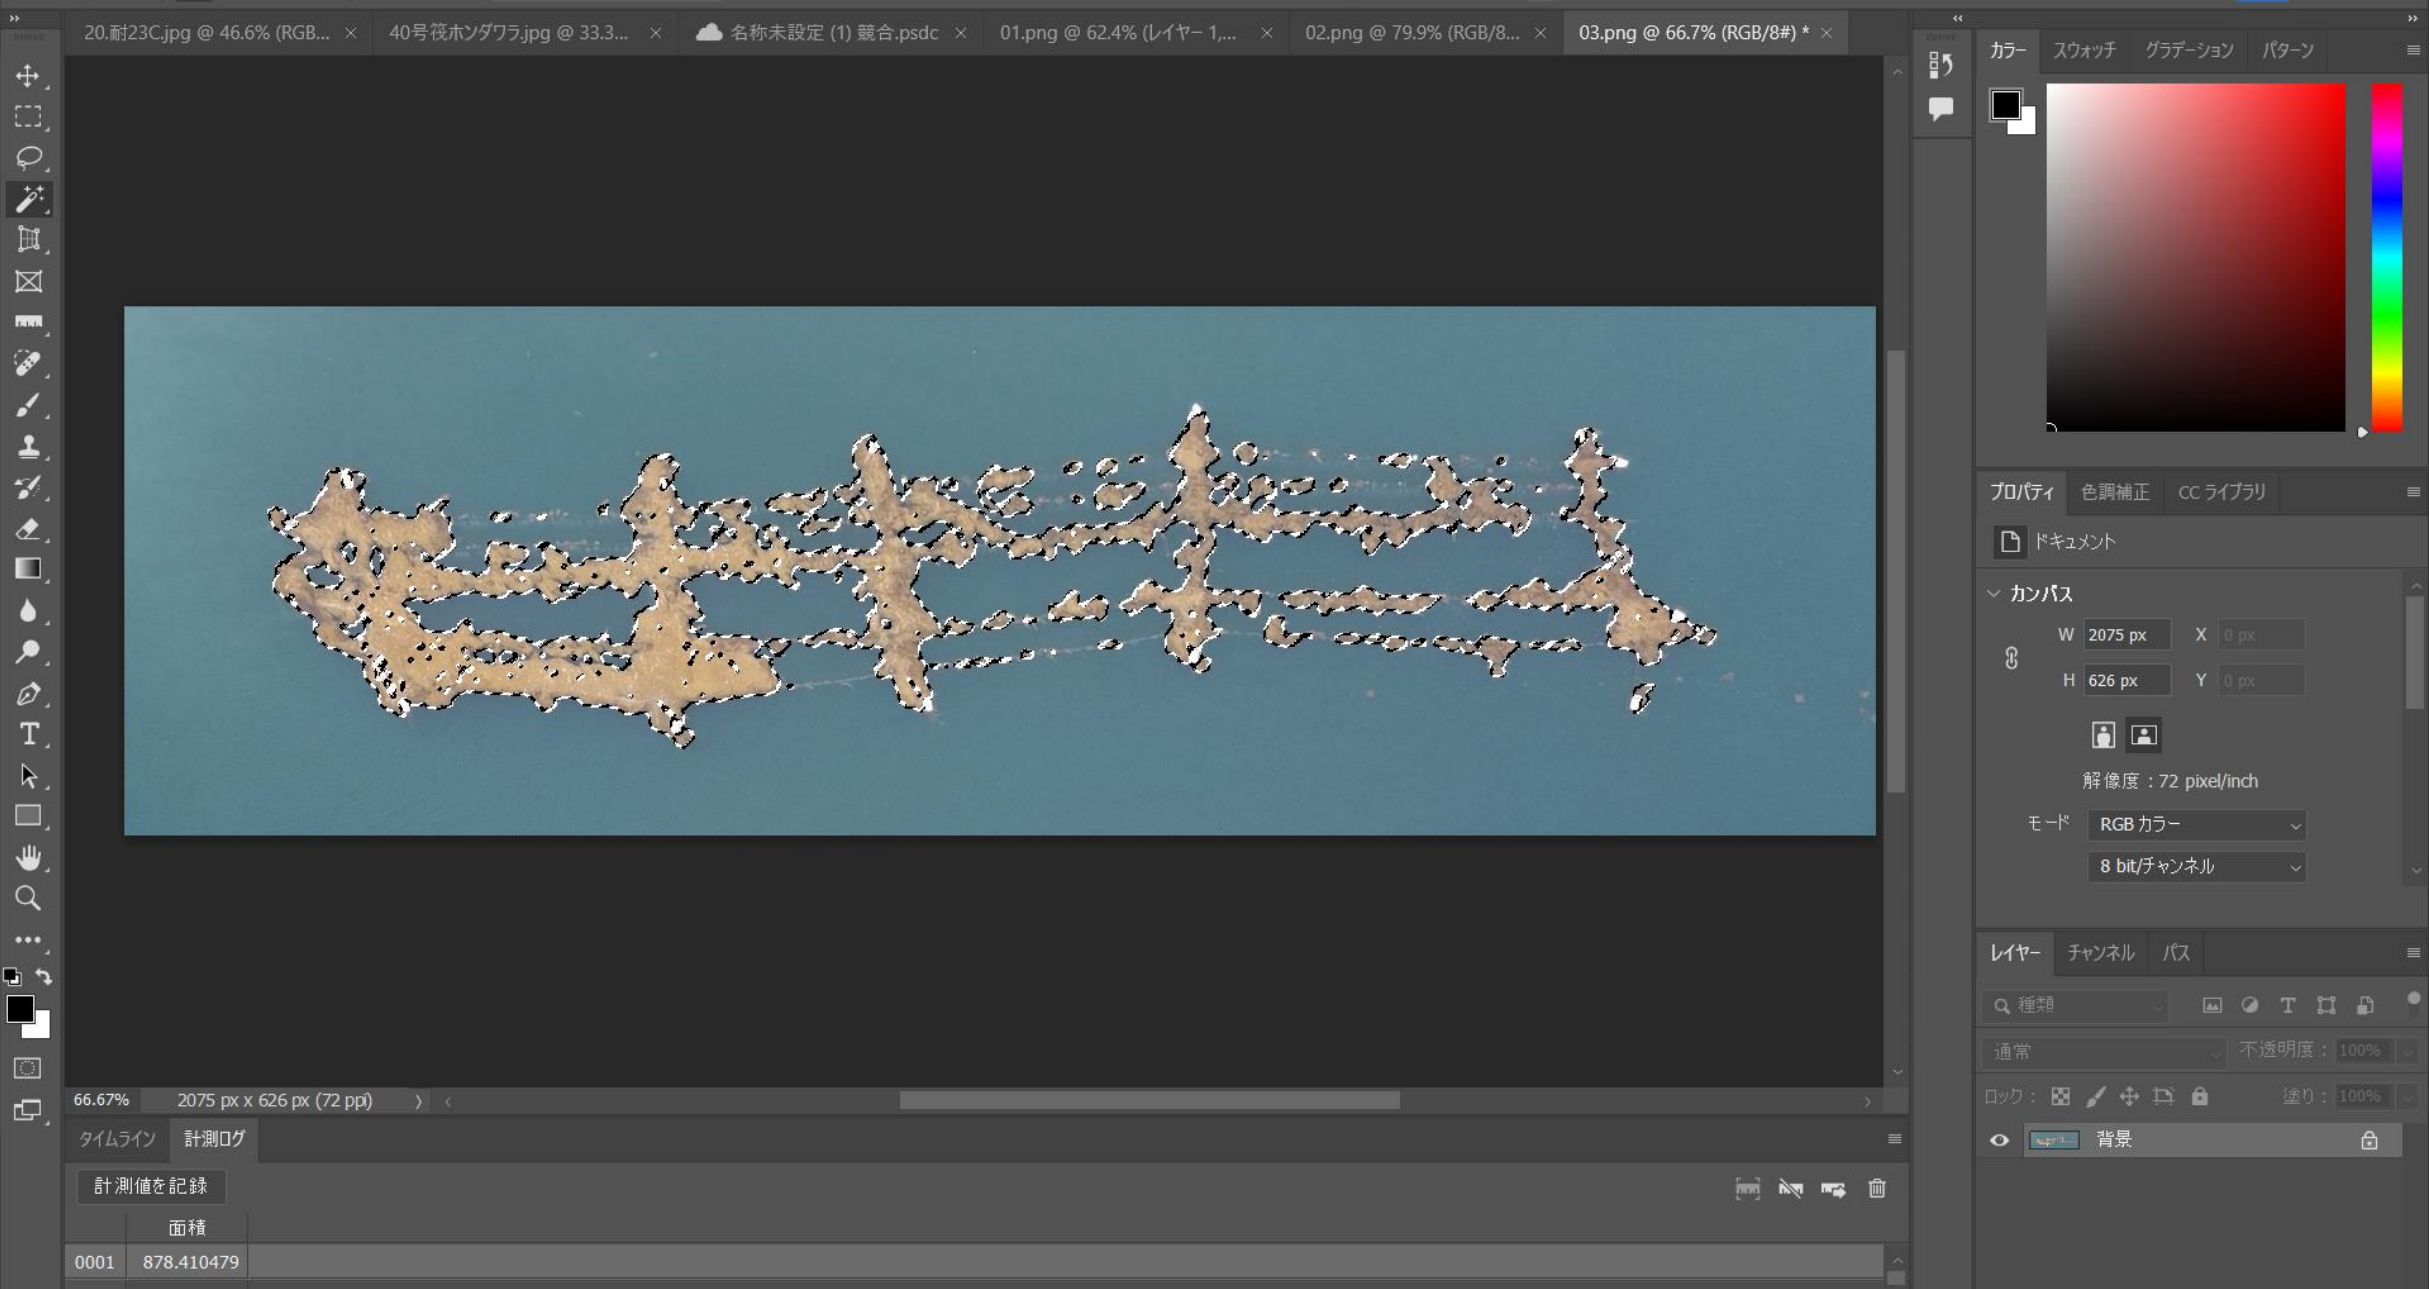 20.耐23C.jpg @ 46.6% (RGB...
40号筏ホンダワラ.jpg @ 33.3...
名称未設定 (1) 競合.psdc
01.png @ 62.4% (レイヤー 1,...
02.png @ 79.9% (RGB/8...
03.png @ 66.7% (RGB/8#) *
カラー
スウォッチ
グラデーション
パターン
プロパティ
色調補正
CC ライブラリ
ドキュメント
カンバス
W 2075 px X 0 px
H 626 px Y 0 px
解像度 : 72 pixel/inch
モード RGB カラー
8 bit/チャンネル
レイヤー
チャンネル
パス
種類
通常
不透明度 : 100%
ロック :
塗り : 100%
背景
66.67%
2075 px x 626 px (72 ppi)
タイムライン
計測ログ
計測値を記録
面積
0001 878.410479